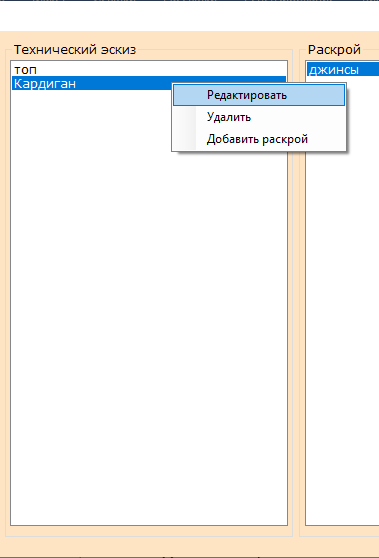 Технический эскиз
топ
Кардиган
Редактировать
Удалить
Добавить раскрой
Раскрой
джинсы